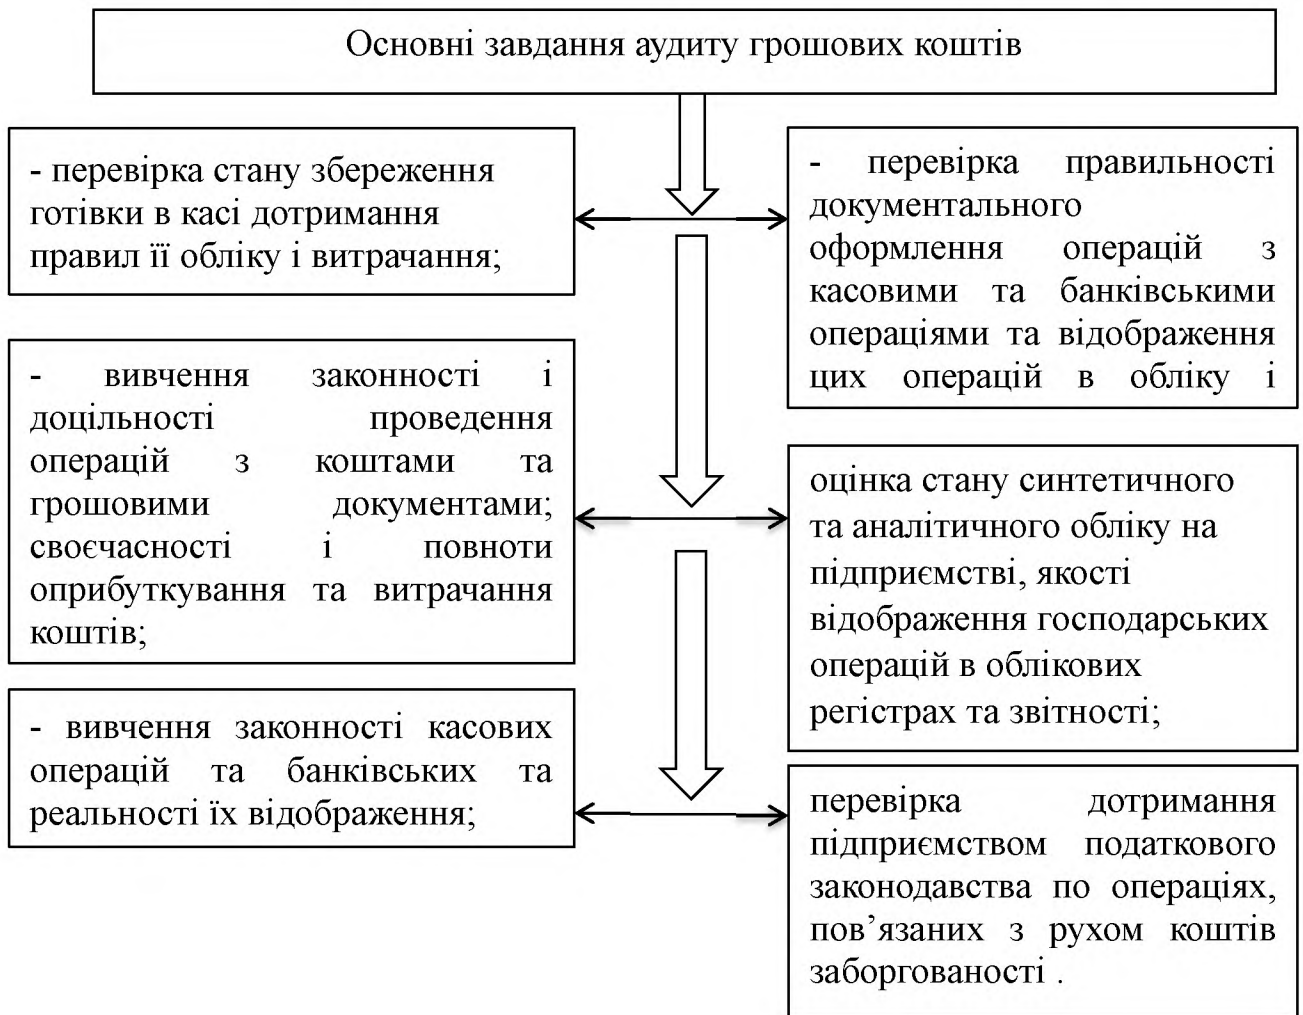 Основні завдання аудиту грошових коштів
- перевірка стану збереження
готівки в касі дотримання
правил її обліку і витрачання;
- перевірка правильності
документального
оформлення операцій з
касовими та банківськими
операціями та відображення
цих операцій в обліку і
- вивчення законності і
доцільності проведення
операцій з коштами та
грошовими документами;
своєчасності і повноти
оприбуткування та витрачання
коштів;
оцінка стану синтетичного
та аналітичного обліку на
підприємстві, якості
відображення господарських
операцій в облікових
регістрах та звітності;
- вивчення законності касових
операцій та банківських та
реальності їх відображення;
перевірка дотримання
підприємством податкового
законодавства по операціях,
пов’язаних з рухом коштів
заборгованості .